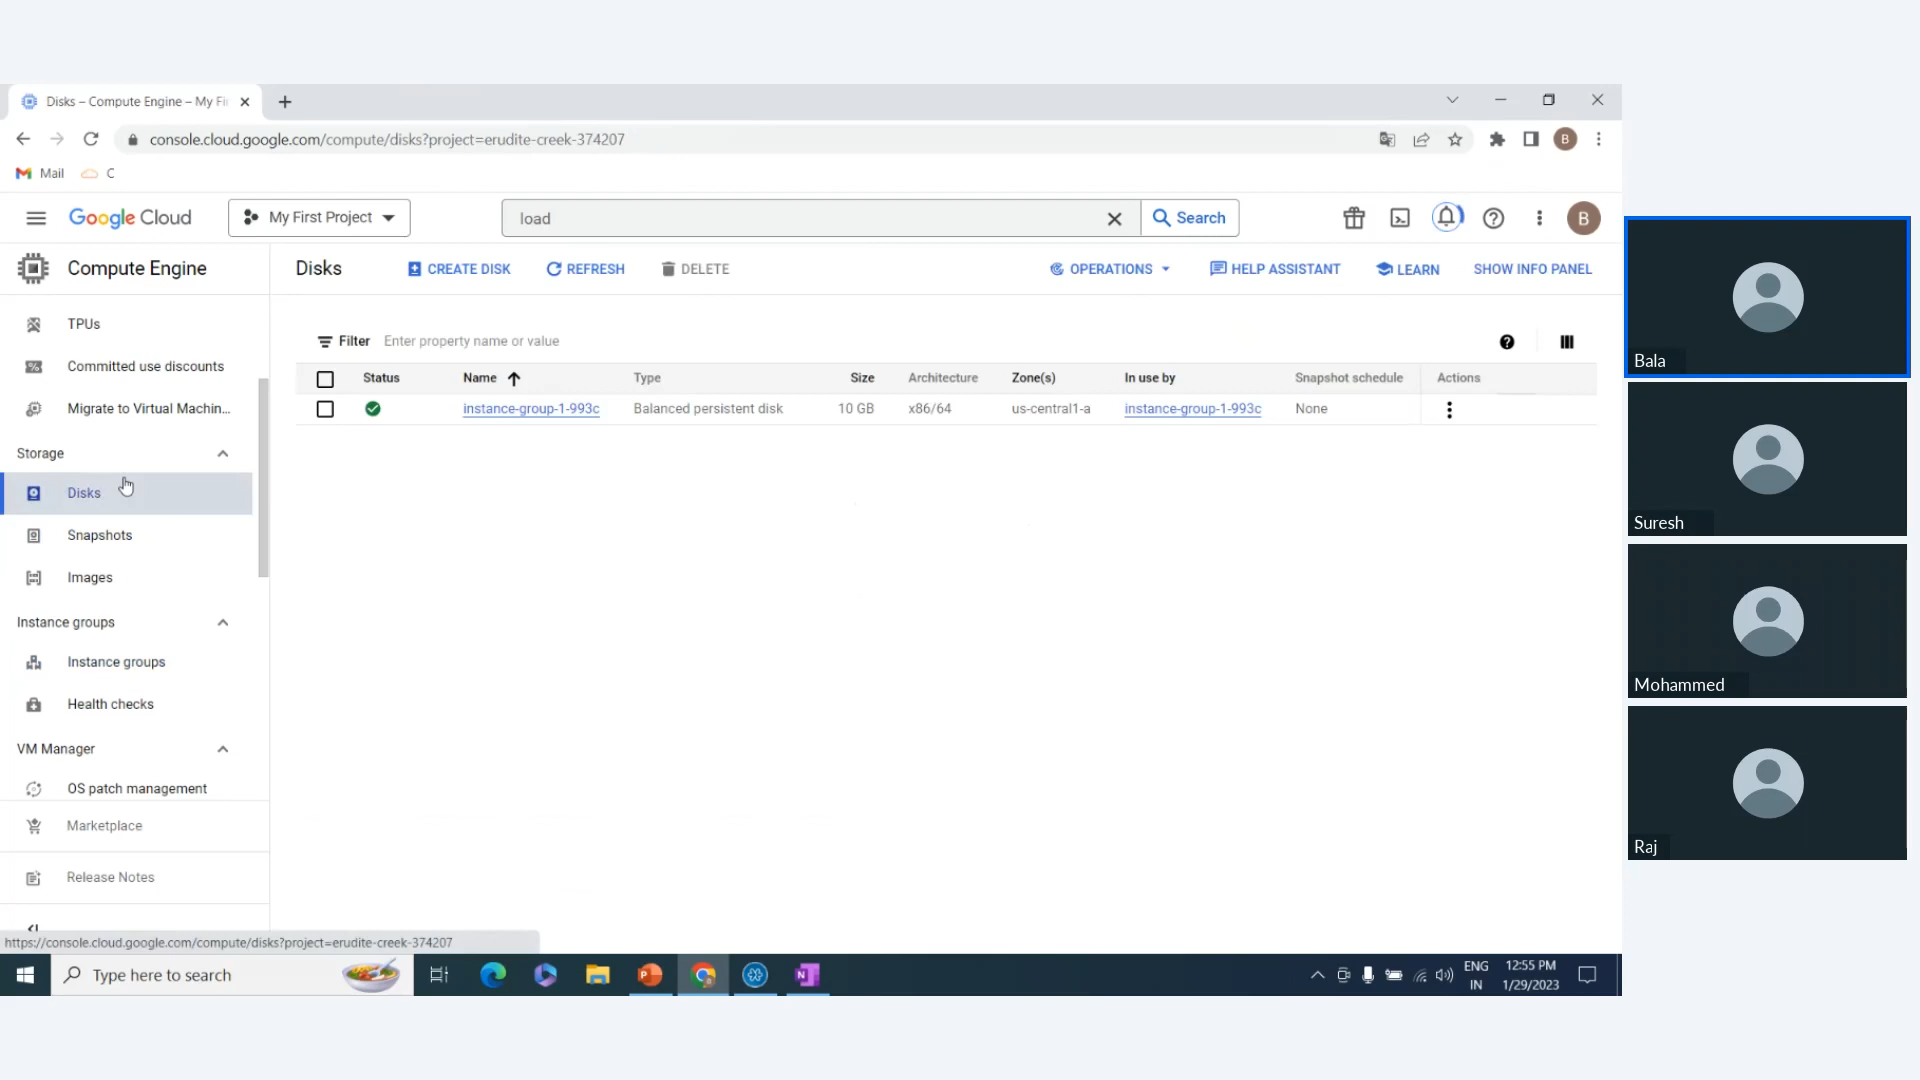 Disks – Compute Engine – My Fi
console.cloud.google.com/compute/disks?project=erudite-creek-374207
B
Mail
C
Google Cloud
My First Project
load
Search
B
Compute Engine
Disks
CREATE DISK
REFRESH
DELETE
OPERATIONS
HELP ASSISTANT
LEARN
SHOW INFO PANEL
TPUs
Committed use discounts
Migrate to Virtual Machin...
Storage
Disks
Snapshots
Images
Instance groups
Instance groups
Health checks
VM Manager
OS patch management
Marketplace
Release Notes
Filter Enter property name or value
Status Name Type Size Architecture Zone(s) In use by Snapshot schedule Actions
instance-group-1-993c Balanced persistent disk 10 GB x86/64 us-central1-a instance-group-1-993c None
https://console.cloud.google.com/compute/disks?project=erudite-creek-374207
Type here to search
ENG
IN
12:55 PM
1/29/2023
Bala
Suresh
Mohammed
Raj